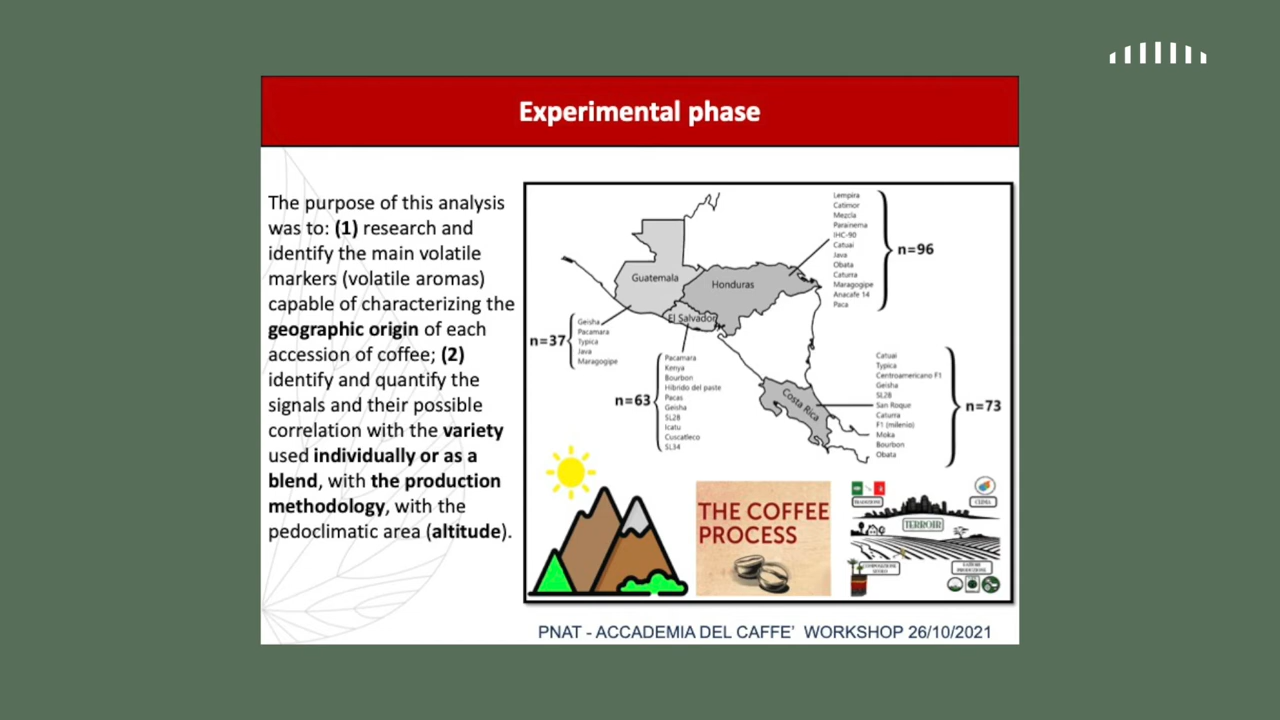 Experimental phase
The purpose of this analysis
was to: (1) research and
identify the main volatile
markers (volatile aromas)
capable of characterizing the
geographic origin of each
accession of coffee; (2)
identify and quantify the
signals and their possible
correlation with the variety
used individually or as a
blend, with the production
methodology, with the
pedoclimatic area (altitude).
Guatemala
Honduras
El Salvador
Costa Rica
Lempira
Catimor
Mezcla
Parainema
IHC-90
Catuai
Java
Obata
Caturra
Maragogipe
Anacafe 14
Paca
n=96
n=37
Geisha
Pacamara
Typica
Java
Maragogipe
n=63
Pacamara
Kenya
Bourbon
Hibrido del paste
Pacas
Geisha
SL28
Icatu
Cuscatleco
SL34
Catuai
Typica
Centroamericano F1
Geisha
SL28
San Roque
Caturra
F1 (milenio)
Moka
Bourbon
Obata
n=73
THE COFFEE
PROCESS
TRADIZIONE
CLIMA
TERROIR
COMPOSIZIONE
SUOLO
PNAT - ACCADEMIA DEL CAFFE' WORKSHOP 26/10/2021